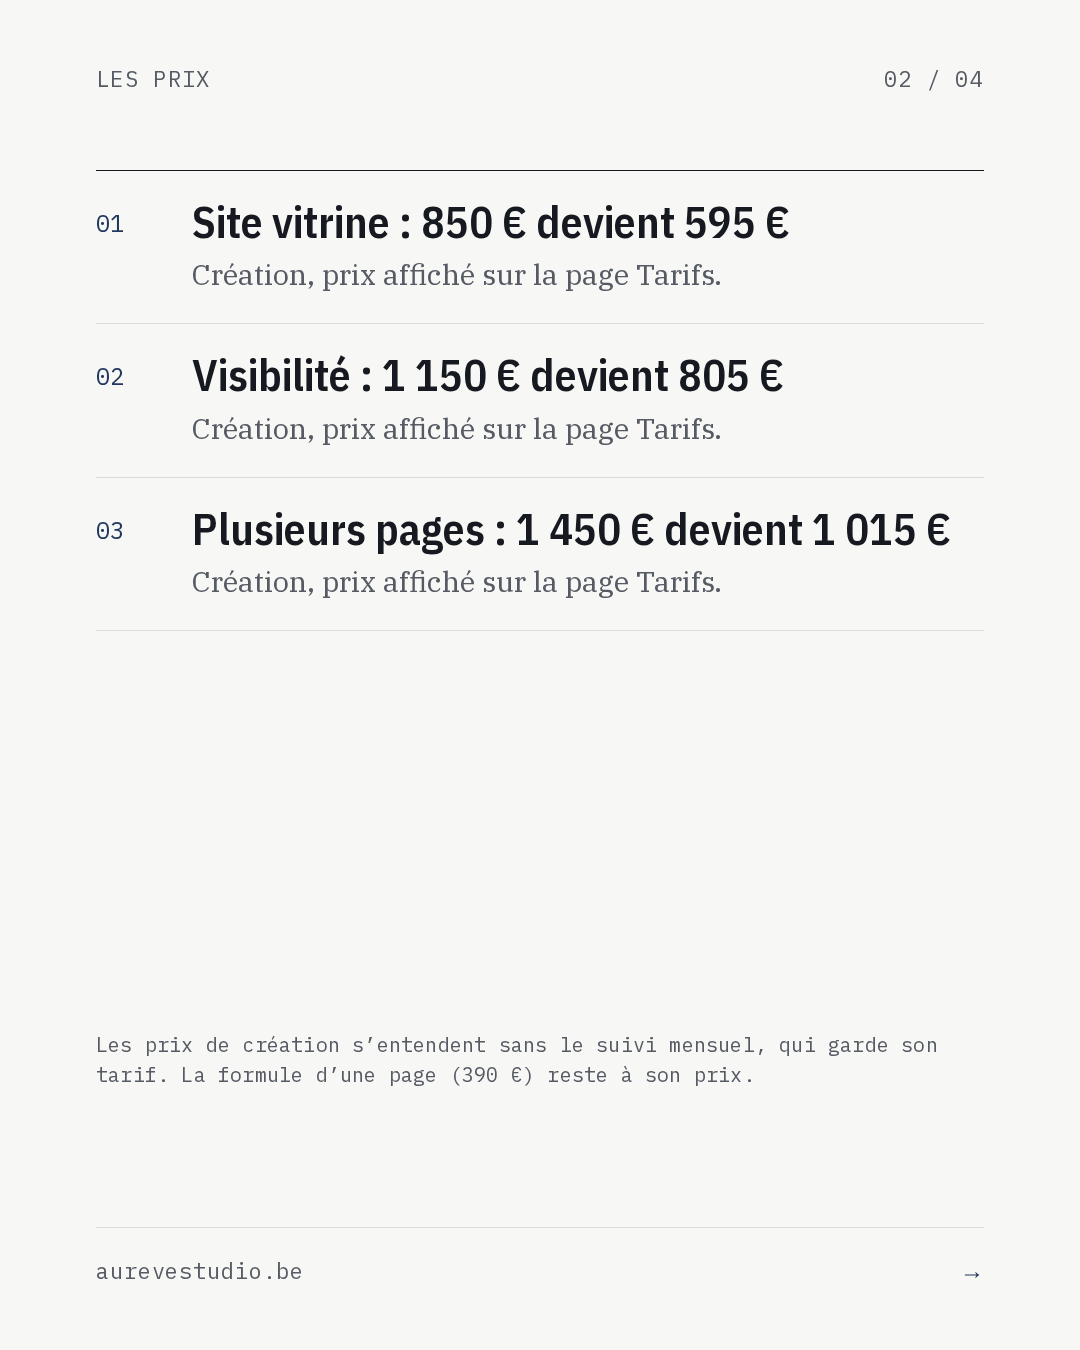 LES PRIX
02 / 04
01
Site vitrine : 850 € devient 595 €
Création, prix affiché sur la page Tarifs.
02
Visibilité : 1 150 € devient 805 €
Création, prix affiché sur la page Tarifs.
03
Plusieurs pages : 1 450 € devient 1 015 €
Création, prix affiché sur la page Tarifs.
Les prix de création s’entendent sans le suivi mensuel, qui garde son
tarif. La formule d’une page (390 €) reste à son prix.
aurevestudio.be
→